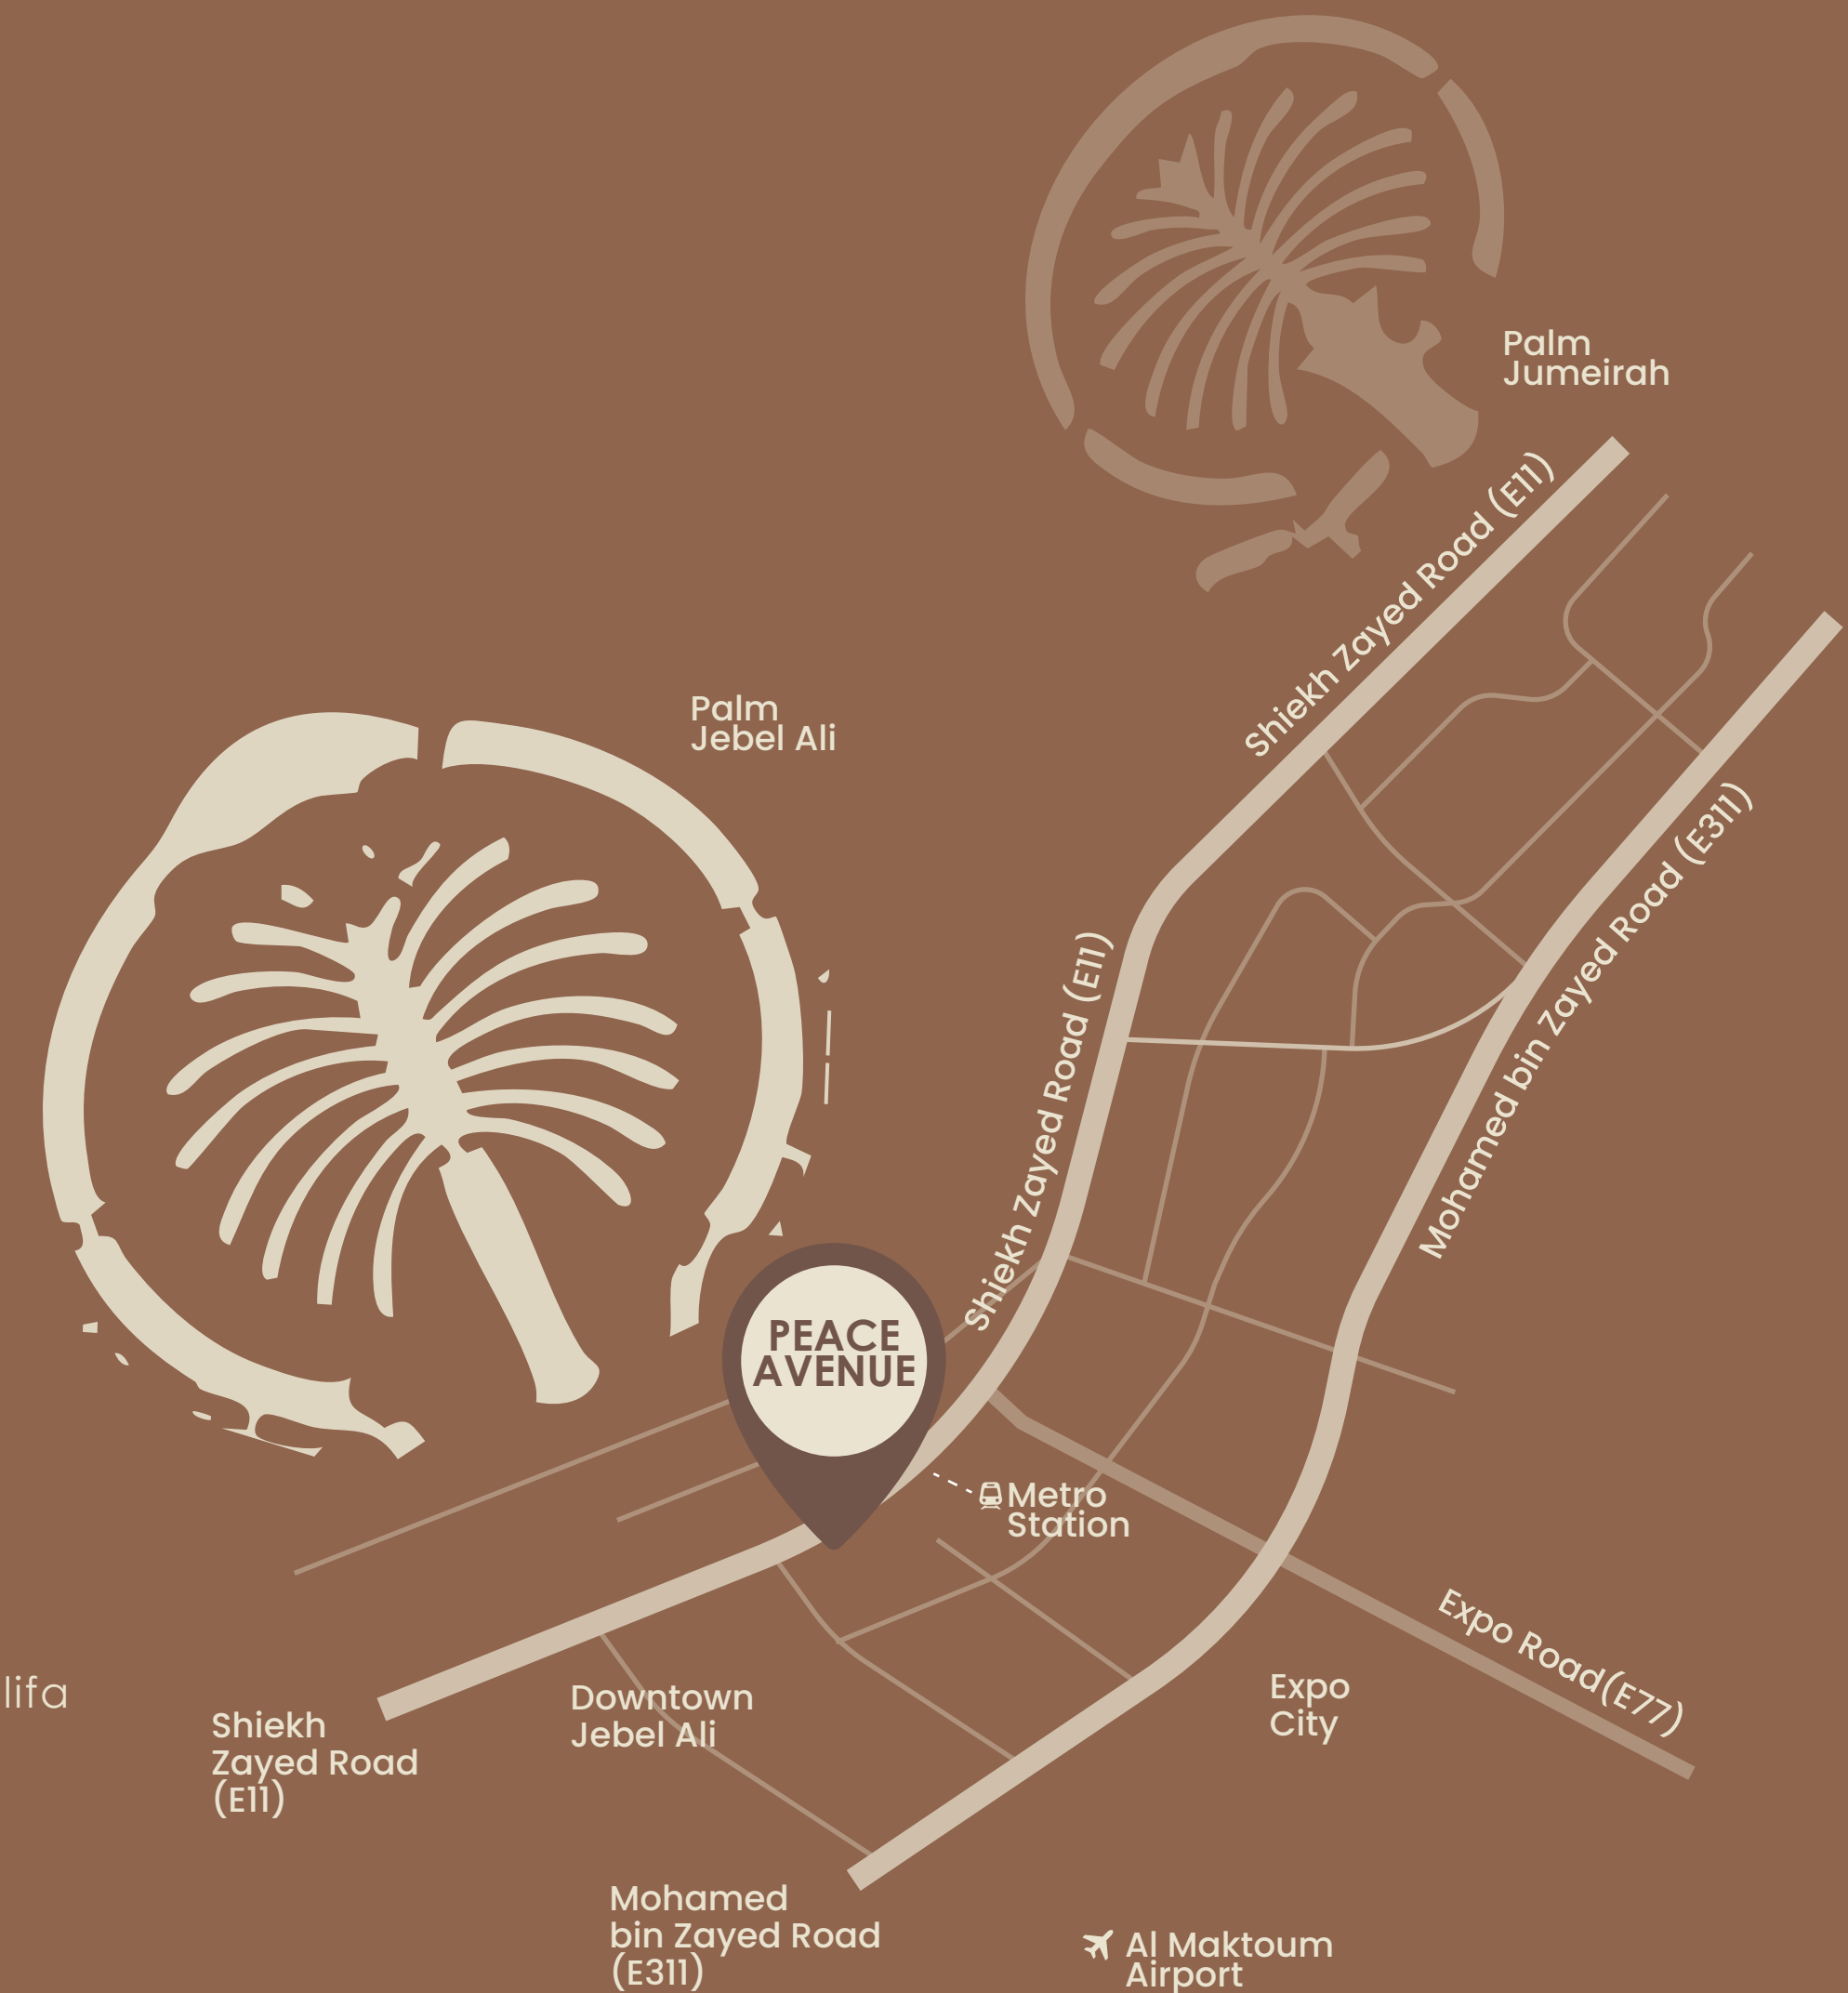 Palm
Jumeirah
Shiekh Zayed Road (E11)
Palm
Jebel Ali
Mohamed bin Zayed Road (E311)
Shiekh Zayed Road (E11)
PEACE
AVENUE
Metro
Station
Expo Road(E77)
lifa
Shiekh
Zayed Road
(E11)
Downtown
Jebel Ali
Expo
City
Mohamed
bin Zayed Road
(E311)
Al Maktoum
Airport